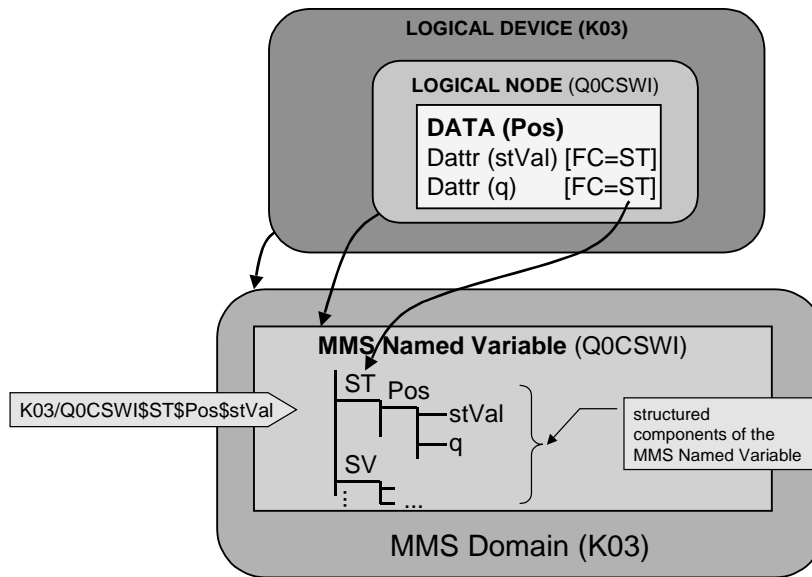 LOGICAL DEVICE (K03)
LOGICAL NODE (Q0CSWI)
DATA (Pos)
Dattr (stVal) [FC=ST]
Dattr (q) [FC=ST]
MMS Named Variable (Q0CSWI)
ST
Pos
K03/Q0CSWI$ST$Pos$stVal
stVal
q
structured
components of the
MMS Named Variable
SV
...
...
MMS Domain (K03)